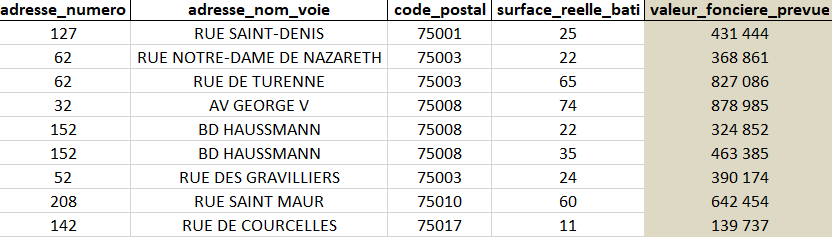 adresse_numero adresse_nom_voie code_postal surface_reelle_bati valeur_fonciere_prevue
127 RUE SAINT-DENIS 75001 25 431 444
62 RUE NOTRE-DAME DE NAZARETH 75003 22 368 861
62 RUE DE TURENNE 75003 65 827 086
32 AV GEORGE V 75008 74 878 985
152 BD HAUSSMANN 75008 22 324 852
152 BD HAUSSMANN 75008 35 463 385
52 RUE DES GRAVILLIERS 75003 24 390 174
208 RUE SAINT MAUR 75010 60 642 454
142 RUE DE COURCELLES 75017 11 139 737